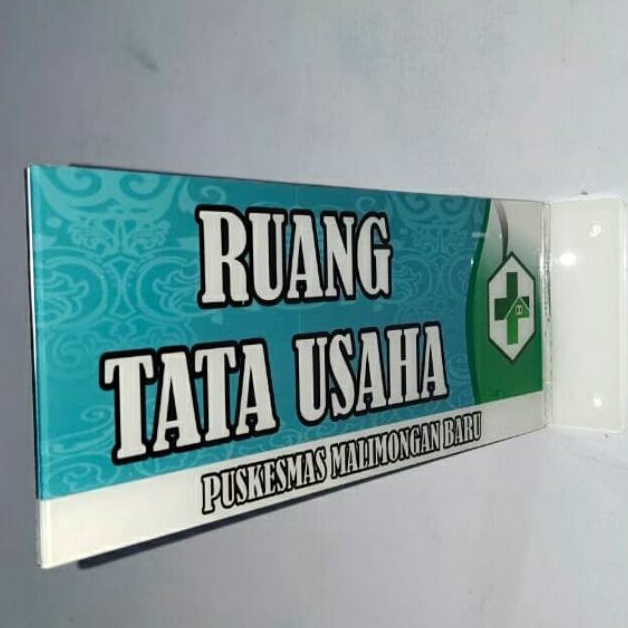 RUANG
TATA USAHA
PUSKESMAS MALIMONGAN BARU